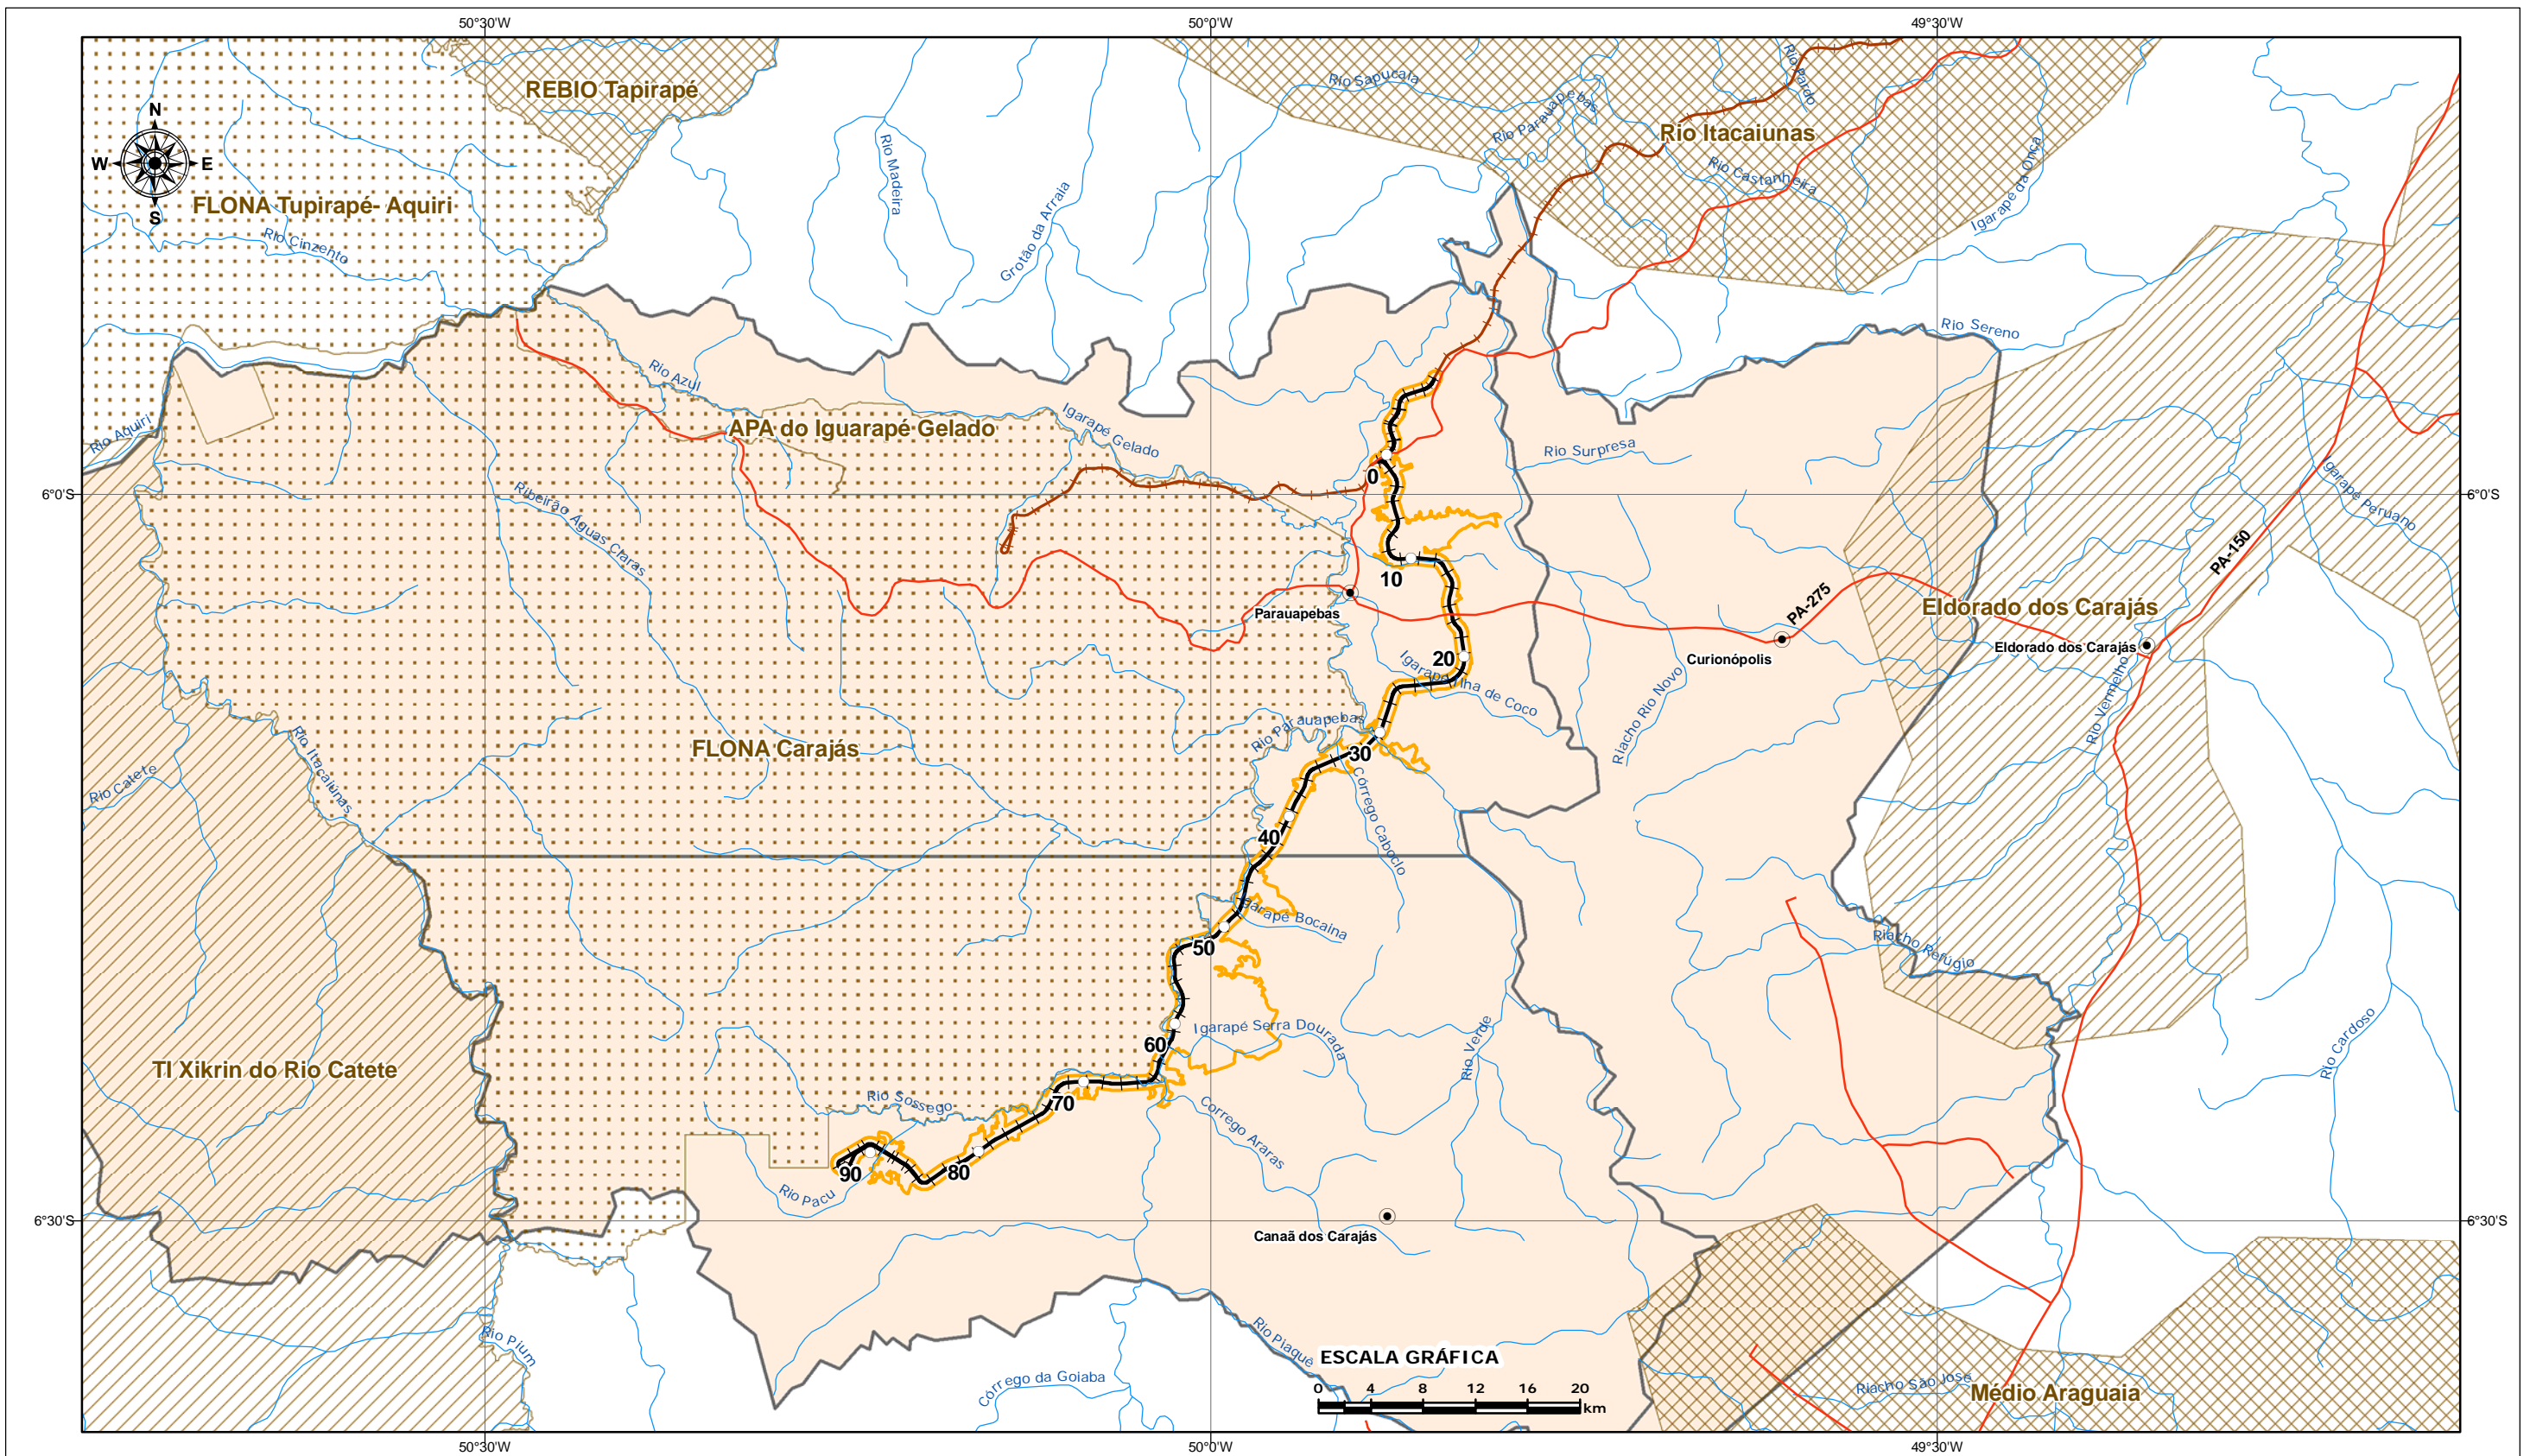 50°30'W
50°0'W
49°30'W
REBIO Tapirapé
Rio Sapucaia
Rio Pardo
N
W
E
S
Rio Parauapebas
Rio Itacaiunas
Rio Madeira
Rio Castanheira
Igarapé da Onça
FLONA Tupirapé- Aquiri
Grotão da Arraia
Rio Cinzento
Rio Sereno
Rio Azul
Rio Aquiri
APA do Iguarapé Gelado
Igarapé Gelado
Rio Surpresa
0
6°0'S
6°0'S
Ribeirão Águas Claras
Igarapé Peruano
PA-150
10
Parauapebas
PA-275
Eldorado dos Carajás
Eldorado dos Carajás
Curionópolis
20
Igarapé Ilha de Coco
Riacho Rio Novo
Rio Vermelho
Rio Parauapebas
FLONA Carajás
30
Rio Itacaiúnas
Rio Catete
Córrego Caboclo
40
Igarapé Bocaina
50
Riacho Refúgio
Igarapé Serra Dourada
Rio Verde
60
Rio Cardoso
TI Xikrin do Rio Catete
Rio Sossego
70
Corrego Araras
90
80
Rio Pacu
6°30'S
6°30'S
Canaã dos Carajás
Rio Pium
Rio Piaquê
ESCALA GRÁFICA
Córrego da Goiaba
0 4 8 12 16 20
km
Riacho São José
Médio Araguaia
50°30'W
50°0'W
49°30'W